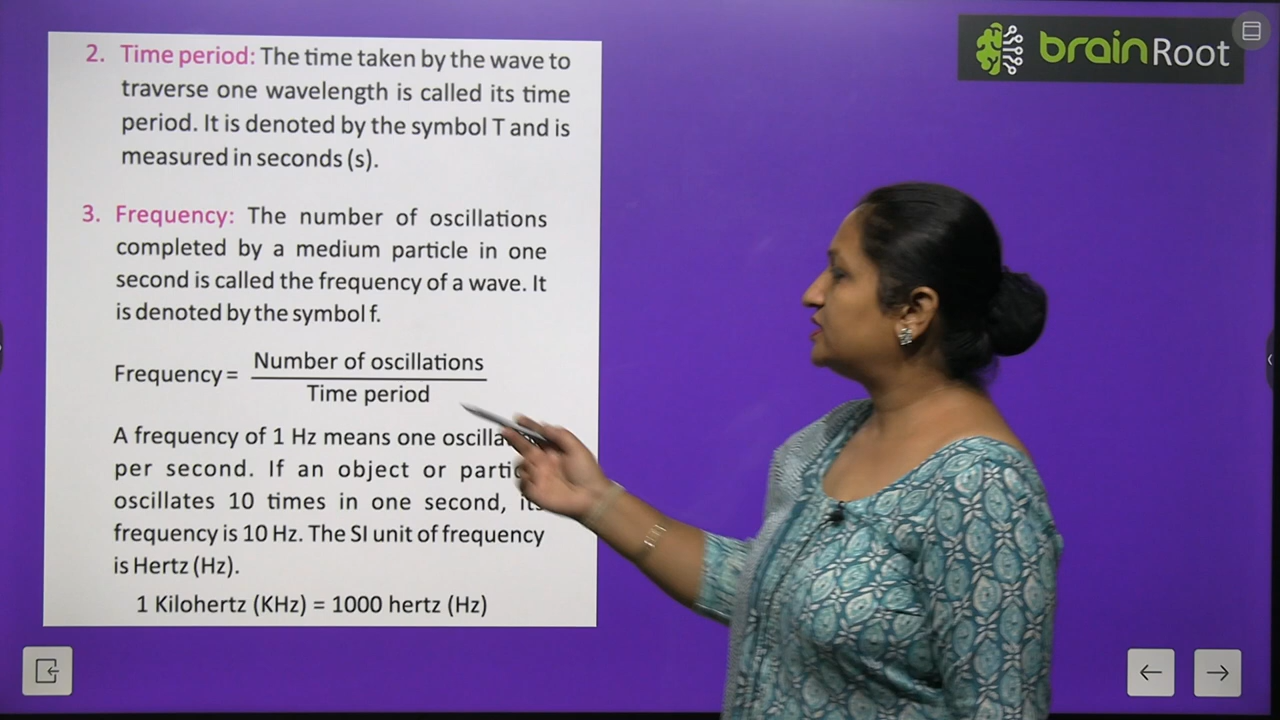 brainRoot
2. Time period: The time taken by the wave to
traverse one wavelength is called its time
period. It is denoted by the symbol T and is
measured in seconds (s).
3. Frequency: The number of oscillations
completed by a medium particle in one
second is called the frequency of a wave. It
is denoted by the symbol f.
Frequency = Number of oscillations
Time period
A frequency of 1 Hz means one
per second. If an object or
oscillates 10 times in one second, its
frequency is 10 Hz. The SI unit of frequency
is Hertz (Hz).
1 Kilohertz (KHz) = 1000 hertz (Hz)